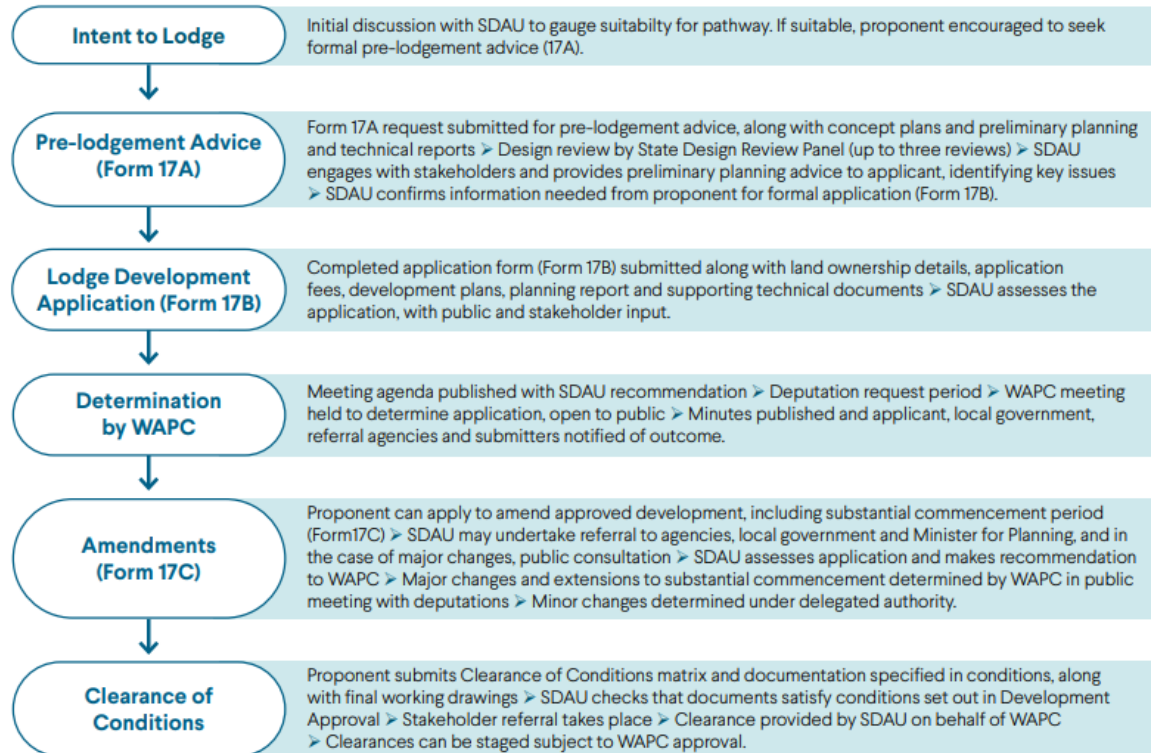 Intent to Lodge
Initial discussion with SDAU to gauge suitabilty for pathway. If suitable, proponent encouraged to seek
formal pre-lodgement advice (17A).
Pre-lodgement Advice
(Form 17A)
Form 17A request submitted for pre-lodgement advice, along with concept plans and preliminary planning
and technical reports ➤ Design review by State Design Review Panel (up to three reviews) ➤ SDAU
engages with stakeholders and provides preliminary planning advice to applicant, identifying key issues
➤ SDAU confirms information needed from proponent for formal application (Form 17B).
Lodge Development
Application (Form 17B)
Completed application form (Form 17B) submitted along with land ownership details, application
fees, development plans, planning report and supporting technical documents ➤ SDAU assesses the
application, with public and stakeholder input.
Determination
by WAPC
Meeting agenda published with SDAU recommendation ➤ Deputation request period ➤ WAPC meeting
held to determine application, open to public ➤ Minutes published and applicant, local government,
referral agencies and submitters notified of outcome.
Amendments
(Form 17C)
Proponent can apply to amend approved development, including substantial commencement period
(Form17C) ➤ SDAU may undertake referral to agencies, local government and Minister for Planning, and in
the case of major changes, public consultation ➤ SDAU assesses application and makes recommendation
to WAPC ➤ Major changes and extensions to substantial commencement determined by WAPC in public
meeting with deputations ➤ Minor changes determined under delegated authority.
Clearance of
Conditions
Proponent submits Clearance of Conditions matrix and documentation specified in conditions, along
with final working drawings ➤ SDAU checks that documents satisfy conditions set out in Development
Approval ➤ Stakeholder referral takes place ➤ Clearance provided by SDAU on behalf of WAPC
➤ Clearances can be staged subject to WAPC approval.